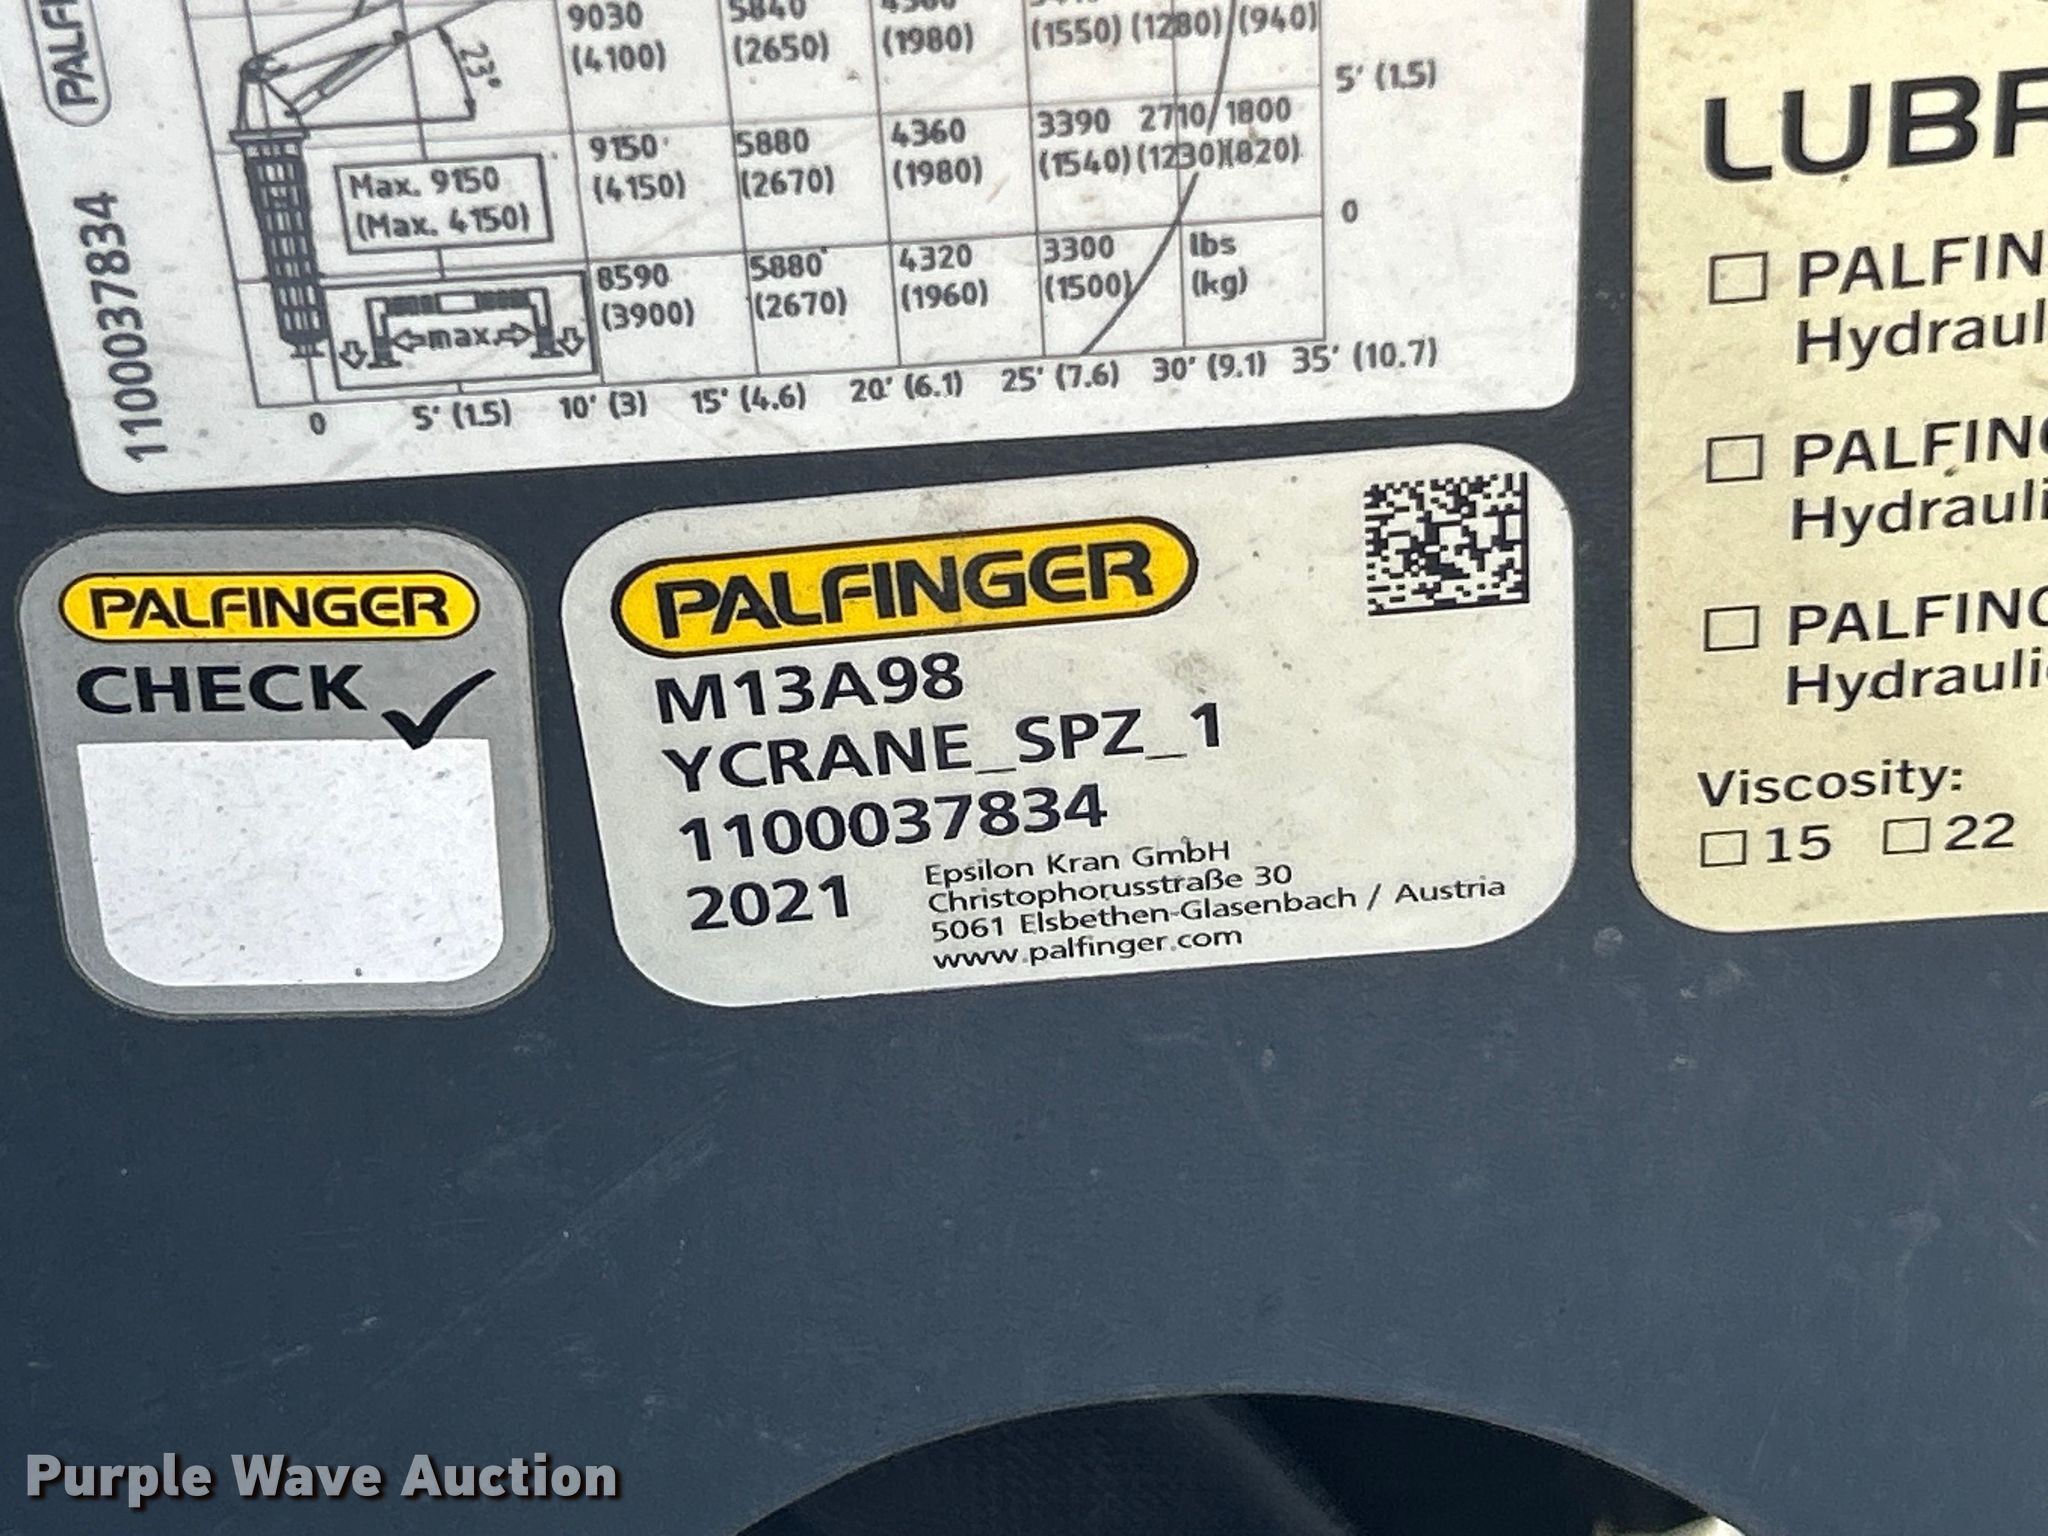 PALF
1100037834
23°
9030
(4100)
5840
(2650)
(1980)
(1550) (1280) (940)
5' (1.5)
Max. 9150
(Max. 4150)
9150
(4150)
5880
(2670)
4360
(1980)
3390 2710 1800
(1540) (1230) (820)
0
max.
8590
(3900)
5880
(2670)
4320
(1960)
3300
(1500)
lbs
(kg)
0 5' (1.5) 10' (3) 15' (4.6) 20' (6.1) 25' (7.6) 30' (9.1) 35' (10.7)
PALFINGER
CHECK
PALFINGER
M13A98
YCRANE_SPZ_1
1100037834
2021
Epsilon Kran GmbH
Christophorusstraße 30
5061 Elsbethen-Glasenbach / Austria
www.palfinger.com
LUBR
PALFIN
Hydraul
PALFING
Hydrauli
PALFING
Hydraulic
Viscosity:
15 22
Purple Wave Auction